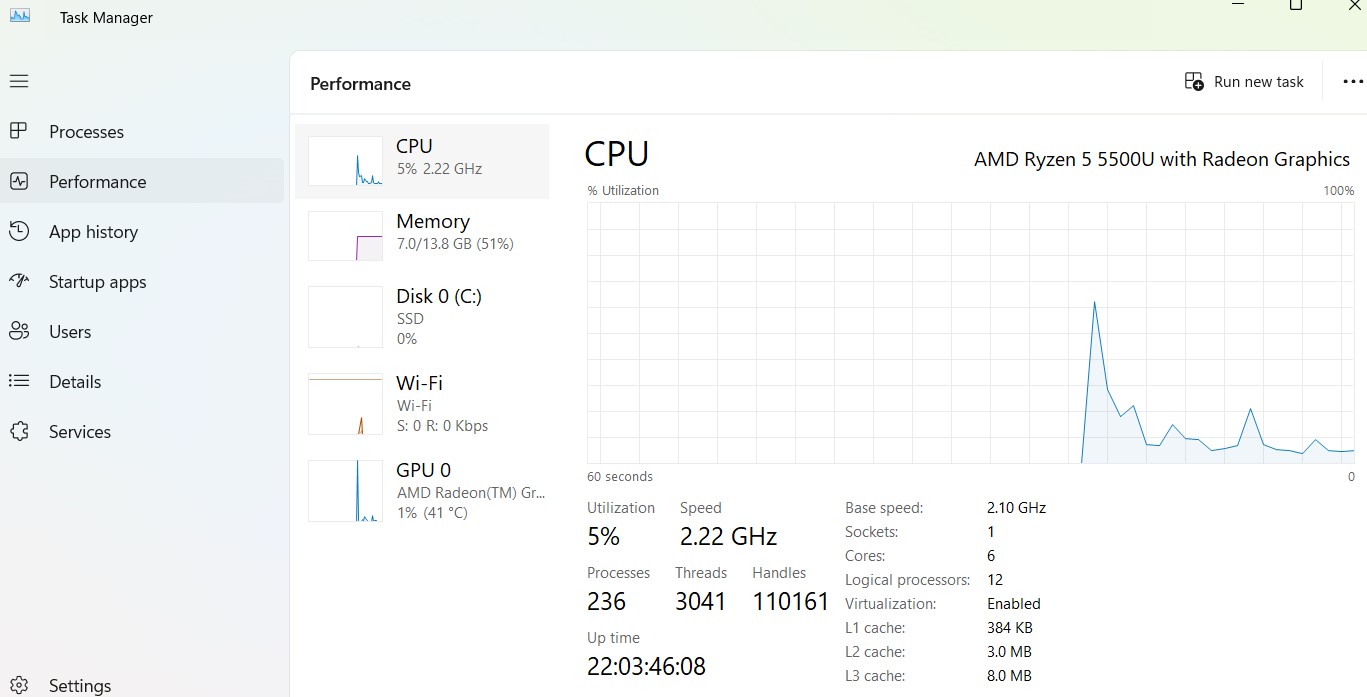 Task Manager
Processes
Performance
App history
Startup apps
Users
Details
Services
Settings
Performance
Run new task
CPU
5% 2.22 GHz
Memory
7.0/13.8 GB (51%)
Disk 0 (C:)
SSD
0%
Wi-Fi
Wi-Fi
S: 0 R: 0 Kbps
GPU 0
AMD Radeon(TM) Gr...
1% (41 °C)
CPU AMD Ryzen 5 5500U with Radeon Graphics
% Utilization 100%
60 seconds 0
Utilization Speed
5% 2.22 GHz
Processes Threads Handles
236 3041 110161
Up time
22:03:46:08
Base speed: 2.10 GHz
Sockets: 1
Cores: 6
Logical processors: 12
Virtualization: Enabled
L1 cache: 384 KB
L2 cache: 3.0 MB
L3 cache: 8.0 MB